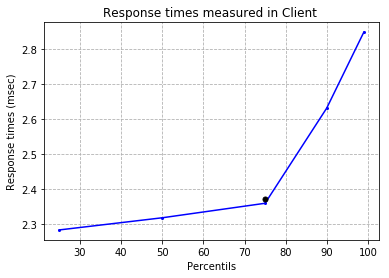 Response times measured in Client
2.8
2.7
2.6
2.5
2.4
2.3
Response times (msec)
30 40 50 60 70 80 90 100
Percentils